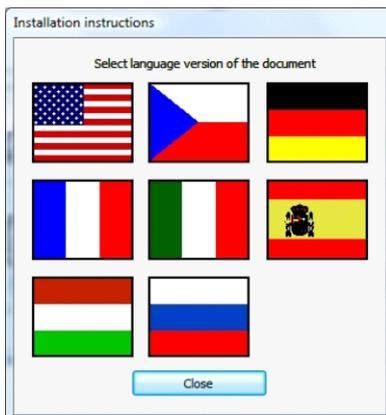 Installation instructions
Select language version of the document
Close